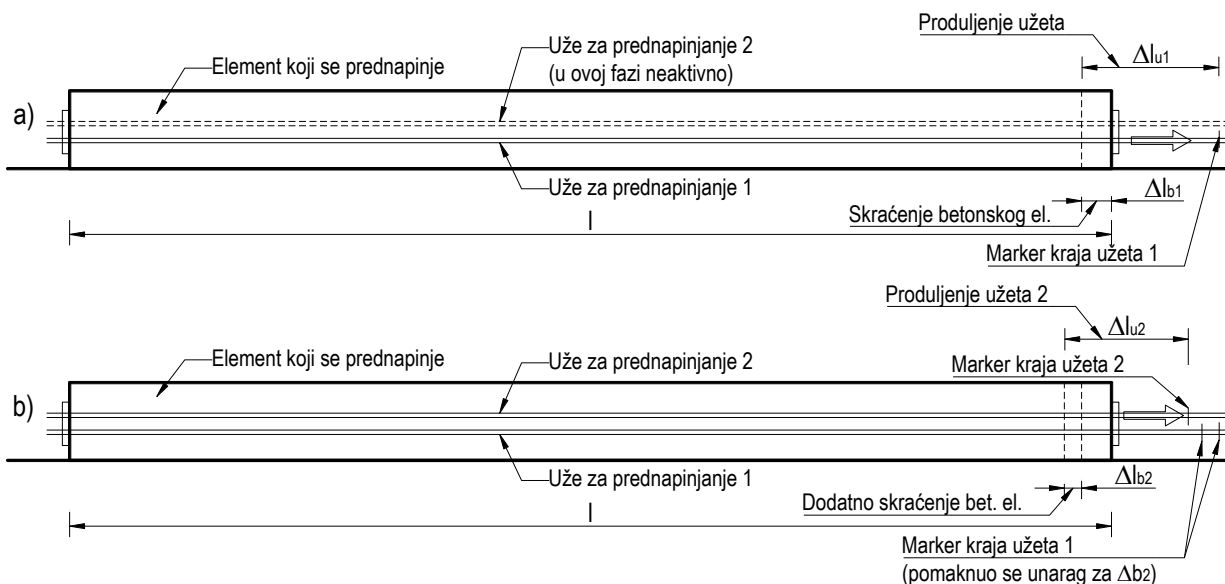 Produljenje užeta
Δlu1
Uže za prednapinjanje 2
(u ovoj fazi neaktivno)
Element koji se prednapinje
a)
Uže za prednapinjanje 1
Δlb1
Skraćenje betonskog el.
l
Marker kraja užeta 1
Produljenje užeta 2
Δlu2
Element koji se prednapinje
Uže za prednapinjanje 2
Marker kraja užeta 2
b)
Uže za prednapinjanje 1
Δlb2
Dodatno skraćenje bet. el.
l
Marker kraja užeta 1
(pomaknuo se unarag za Δb2)